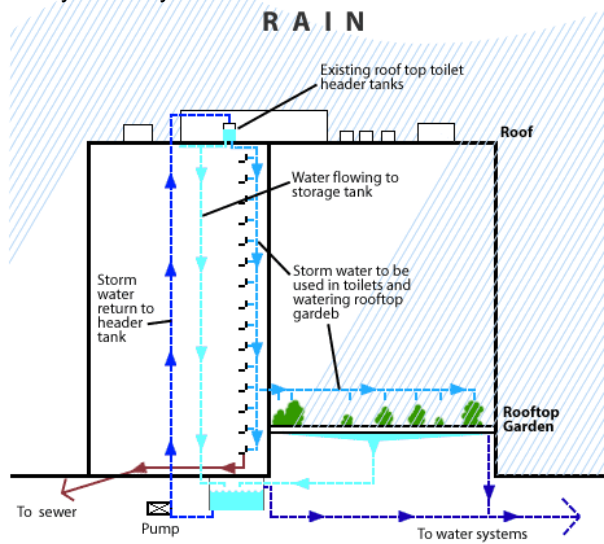 RAIN
Existing roof top toilet
header tanks
Roof
Water flowing to
storage tank
Storm
water
return to
header
tank
Storm water to be
used in toilets and
watering rooftop
gardeb
Rooftop
Garden
To sewer
Pump
To water systems